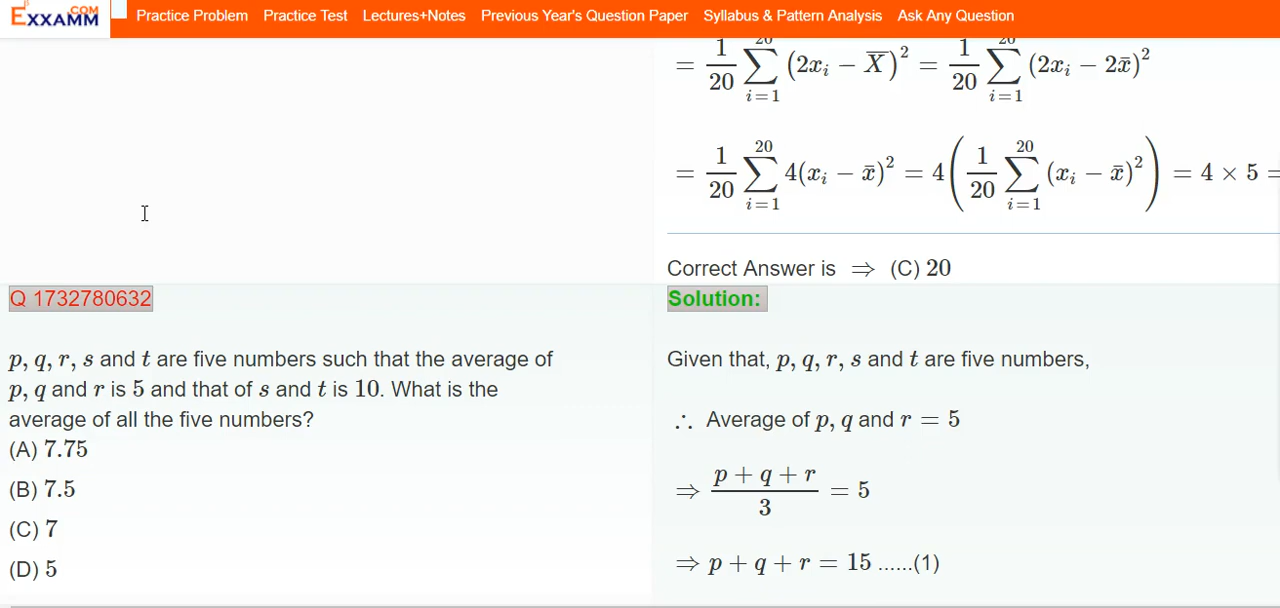 EXXAMM .COM
Practice Problem Practice Test Lectures+Notes Previous Year's Question Paper Syllabus & Pattern Analysis Ask Any Question
= 1/20 ∑_{i=1}^{20} (2x_i − X̅)² = 1/20 ∑_{i=1}^{20} (2x_i − 2x̄)²
= 1/20 ∑_{i=1}^{20} 4(x_i − x̄)² = 4(1/20 ∑_{i=1}^{20} (x_i − x̄)²) = 4 × 5 =
Correct Answer is ⇒ (C) 20
Q 1732780632
p, q, r, s and t are five numbers such that the average of
p, q and r is 5 and that of s and t is 10. What is the
average of all the five numbers?
(A) 7.75
(B) 7.5
(C) 7
(D) 5
Solution:
Given that, p, q, r, s and t are five numbers,
∴ Average of p, q and r = 5
⇒ (p + q + r)/3 = 5
⇒ p + q + r = 15 ......(1)